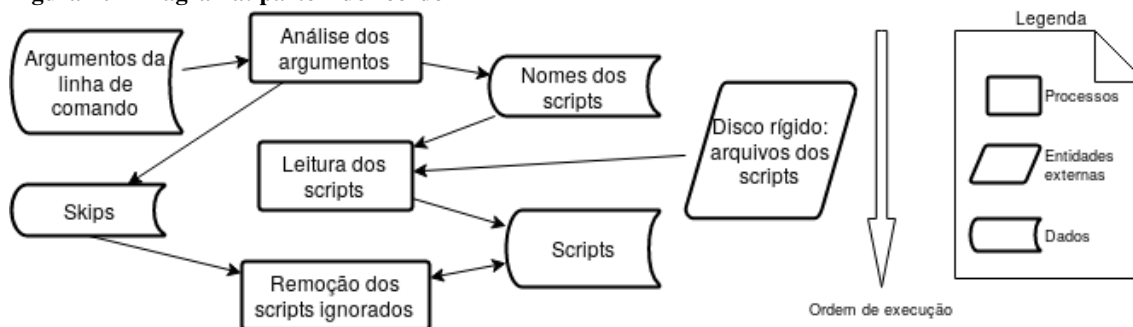 Argumentos da
linha de
comando
Análise dos
argumentos
Nomes dos
scripts
Disco rígido:
arquivos dos
scripts
Leitura dos
scripts
Skips
Scripts
Remoção dos
scripts ignorados
Ordem de execução
Legenda
Processos
Entidades
externas
Dados